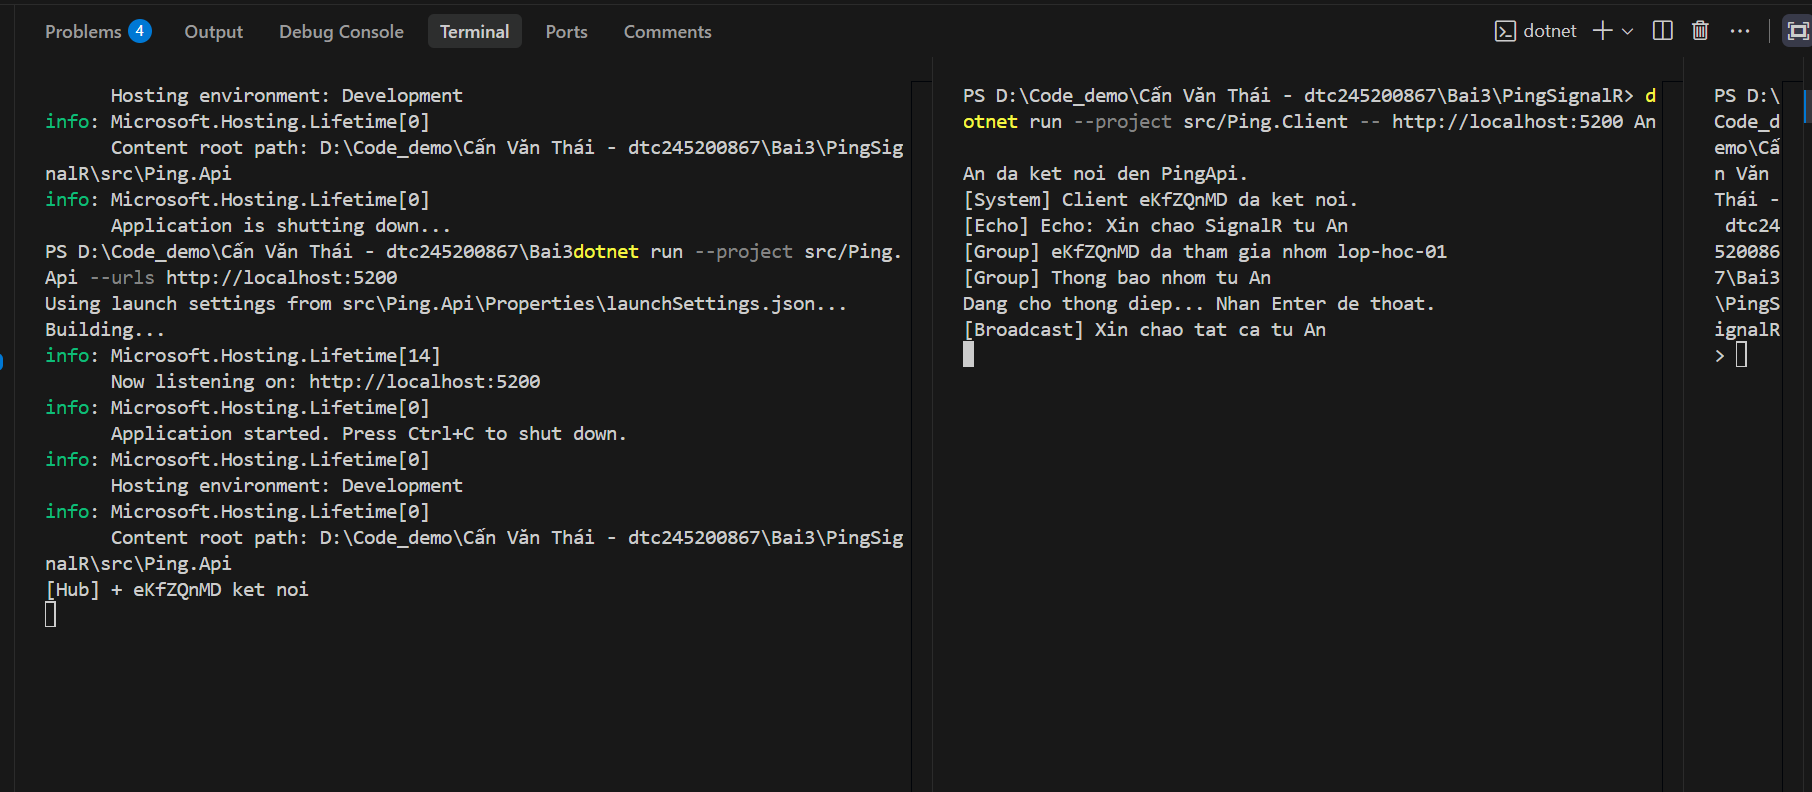 Problems 4 Output Debug Console Terminal Ports Comments dotnet
Hosting environment: Development
info: Microsoft.Hosting.Lifetime[0]
Content root path: D:\Code_demo\Cấn Văn Thái - dtc245200867\Bai3\PingSig
nalR\src\Ping.Api
info: Microsoft.Hosting.Lifetime[0]
Application is shutting down...
PS D:\Code_demo\Cấn Văn Thái - dtc245200867\Bai3dotnet run --project src/Ping.
Api --urls http://localhost:5200
Using launch settings from src\Ping.Api\Properties\launchSettings.json...
Building...
info: Microsoft.Hosting.Lifetime[14]
Now listening on: http://localhost:5200
info: Microsoft.Hosting.Lifetime[0]
Application started. Press Ctrl+C to shut down.
info: Microsoft.Hosting.Lifetime[0]
Hosting environment: Development
info: Microsoft.Hosting.Lifetime[0]
Content root path: D:\Code_demo\Cấn Văn Thái - dtc245200867\Bai3\PingSig
nalR\src\Ping.Api
[Hub] + eKfZQnMD ket noi
PS D:\Code_demo\Cấn Văn Thái - dtc245200867\Bai3\PingSignalR> d
otnet run --project src/Ping.Client -- http://localhost:5200 An
An da ket noi den PingApi.
[System] Client eKfZQnMD da ket noi.
[Echo] Echo: Xin chao SignalR tu An
[Group] eKfZQnMD da tham gia nhom lop-hoc-01
[Group] Thong bao nhom tu An
Dang cho thong diep... Nhan Enter de thoat.
[Broadcast] Xin chao tat ca tu An
PS D:\
Code_d
emo\Cấ
n Văn
Thái -
dtc24
520086
7\Bai3
\PingS
ignalR
>